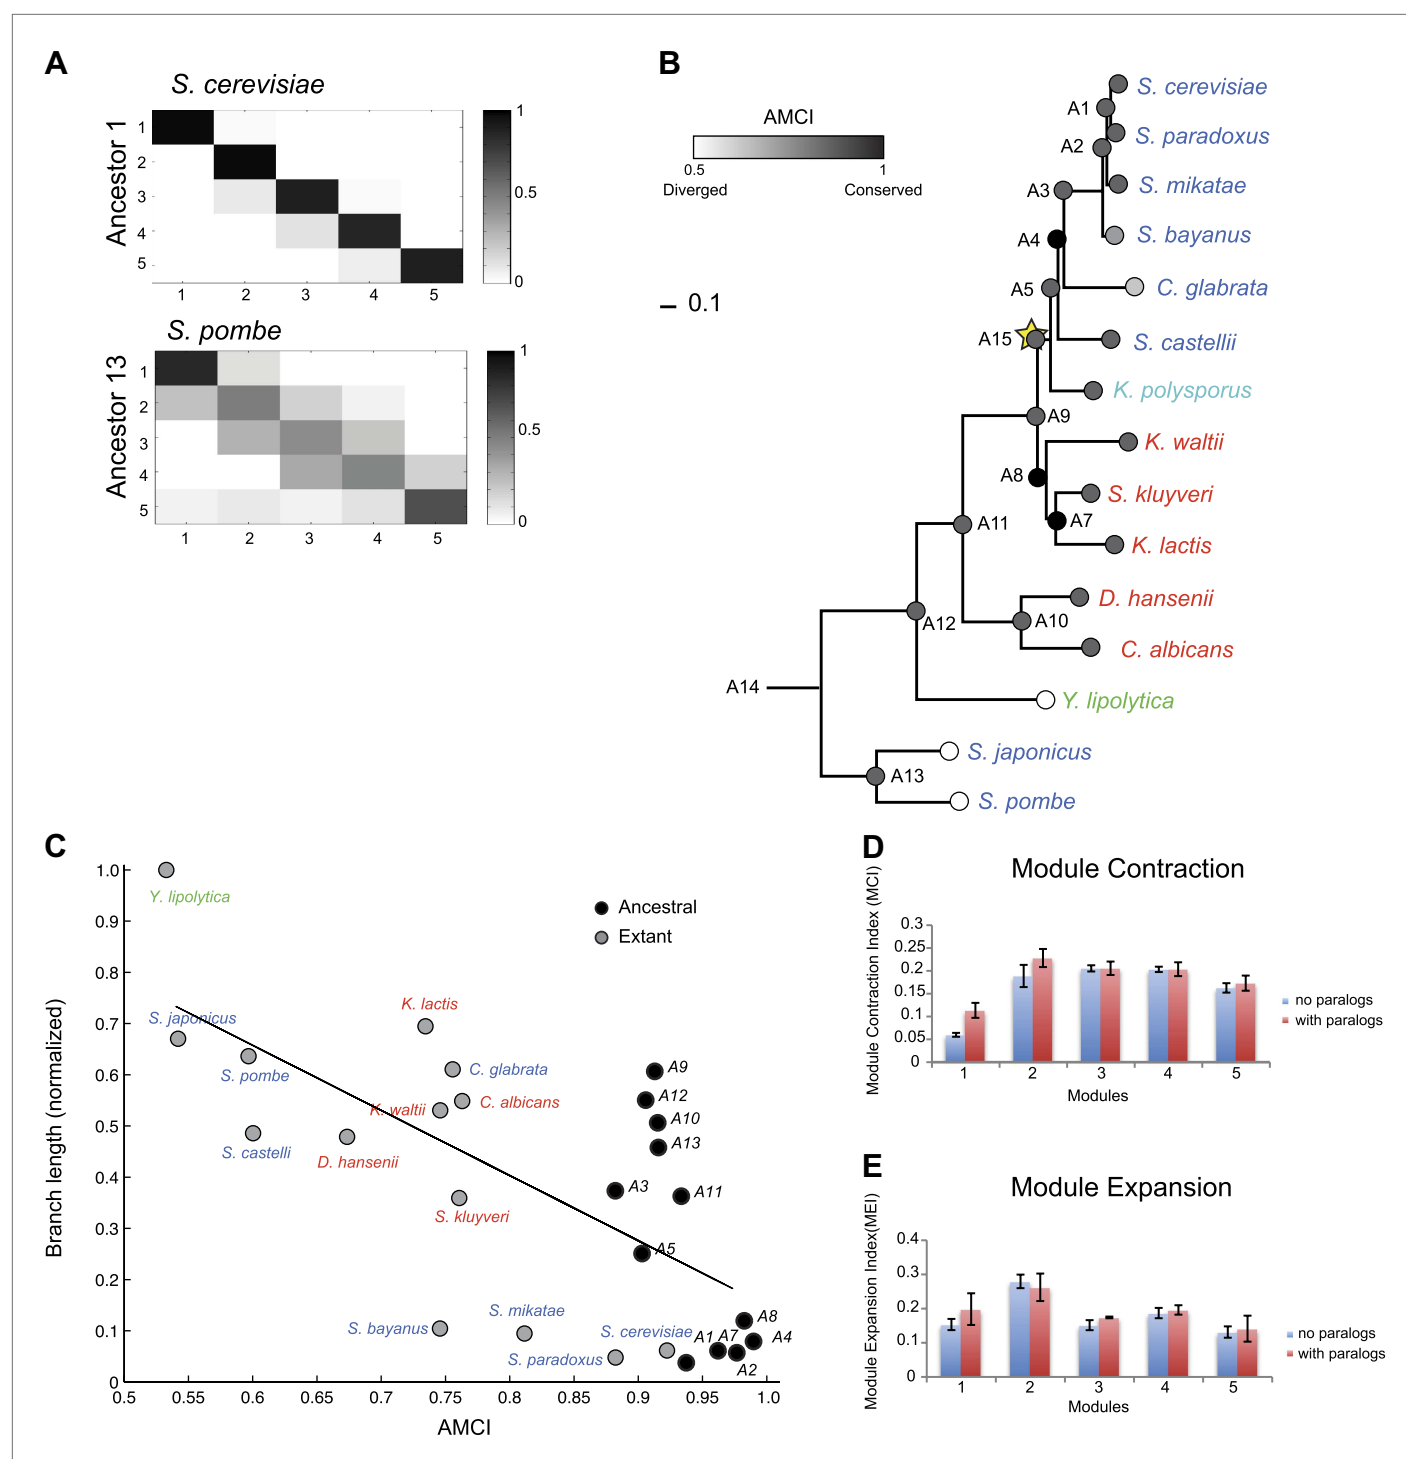 A
S. cerevisiae
Ancestor 1
1
2
3
4
5
1 2 3 4 5
1
0.5
0
S. pombe
Ancestor 13
1
2
3
4
5
1 2 3 4 5
1
0.5
0
B
AMCI
0.5 1
Diverged Conserved
0.1
S. cerevisiae
A1
S. paradoxus
A2
S. mikatae
A3
S. bayanus
A4
C. glabrata
A5
A15
S. castellii
K. polysporus
A9
K. waltii
A8
S. kluyveri
A7
A11
K. lactis
D. hansenii
A10
A12
C. albicans
A14
Y. lipolytica
S. japonicus
A13
S. pombe
C
Branch length (normalized)
1.0
0.9
0.8
0.7
0.6
0.5
0.4
0.3
0.2
0.1
0
Y. lipolytica
Ancestral
Extant
K. lactis
S. japonicus
S. pombe
C. glabrata
A9
K. waltii
C. albicans
A12
A10
S. castelli
D. hansenii
A13
A3
A11
S. kluyveri
A5
S. mikatae
A8
S. bayanus
S. cerevisiae
A1 A7
A4
S. paradoxus
A2
0.5 0.55 0.6 0.65 0.7 0.75 0.8 0.85 0.9 0.95 1.0
AMCI
D
Module Contraction
Module Contraction Index (MCI)
0.3
0.25
0.2
0.15
0.1
0.05
0
1 2 3 4 5
Modules
no paralogs
with paralogs
E
Module Expansion
Module Expansion Index(MEI)
0.4
0.3
0.2
0.1
0
1 2 3 4 5
Modules
no paralogs
with paralogs